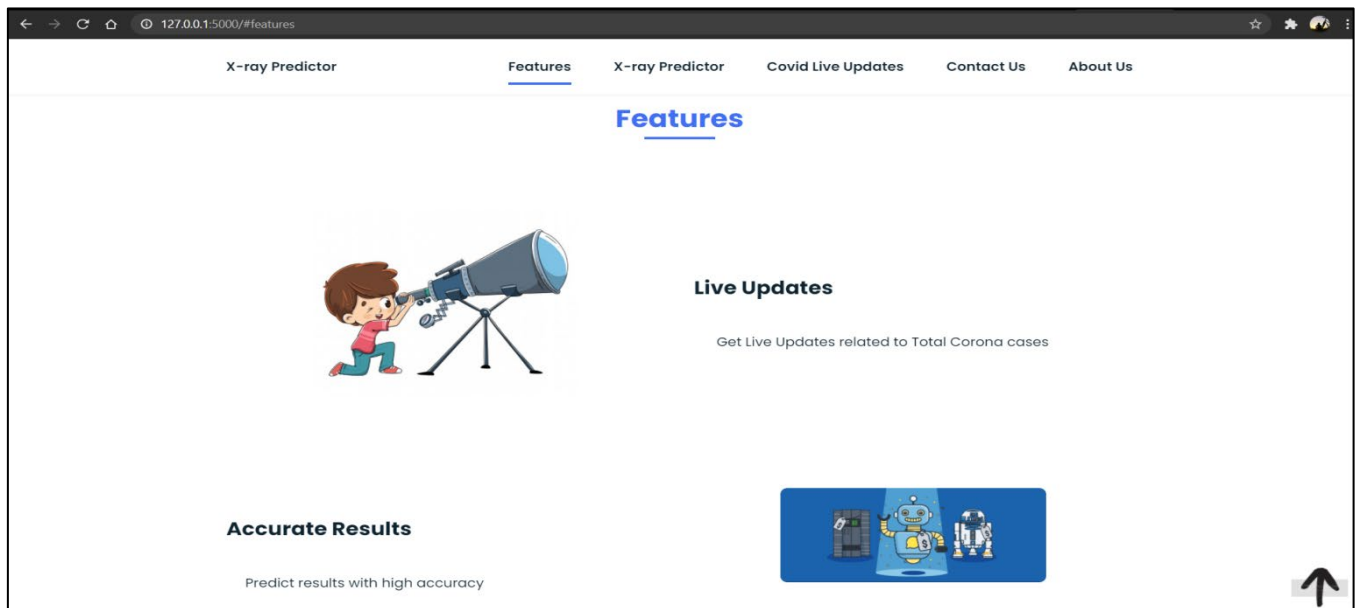 127.0.0.1:5000/#features
X-ray Predictor Features X-ray Predictor Covid Live Updates Contact Us About Us
Features
Live Updates
Get Live Updates related to Total Corona cases
Accurate Results
Predict results with high accuracy
$